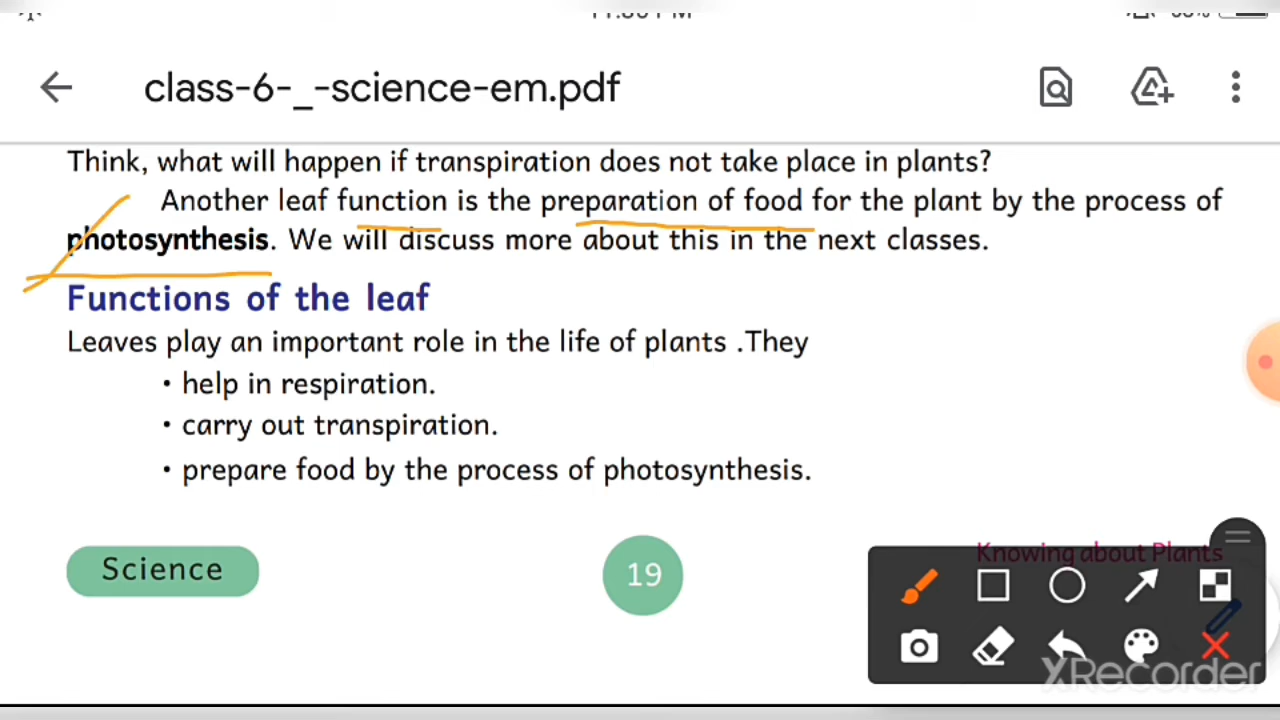 class-6-_-science-em.pdf
Think, what will happen if transpiration does not take place in plants?
Another leaf function is the preparation of food for the plant by the process of
photosynthesis. We will discuss more about this in the next classes.
Functions of the leaf
Leaves play an important role in the life of plants .They
• help in respiration.
• carry out transpiration.
• prepare food by the process of photosynthesis.
Science
19
Knowing about Plants
XRecorder